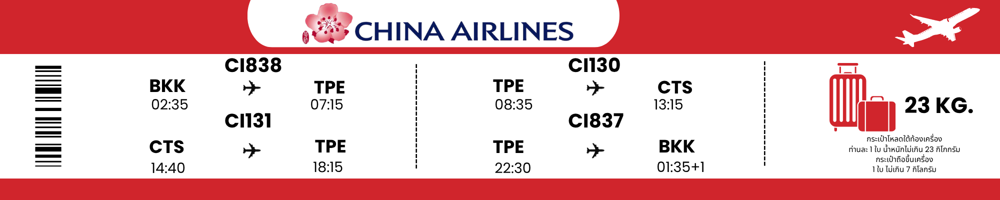 CHINA AIRLINES
CI838
BKK TPE
02:35 07:15
CI131
CTS TPE
14:40 18:15
CI130
TPE CTS
08:35 13:15
CI837
TPE BKK
22:30 01:35+1
23 KG.
กระเป๋าโหลดใต้ท้องเครื่อง
ท่านละ 1 ใบ น้ำหนักไม่เกิน 23 กิโกกรัม
กระเป๋าถือขึ้นเครื่อง
1 ใบ ไม่เกิน 7 กิโลกรัม